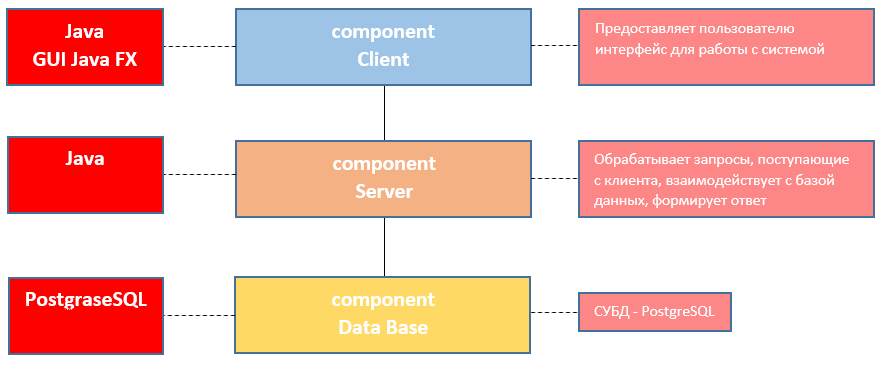 Java
GUI Java FX
component
Client
Предоставляет пользователю
интерфейс для работы с системой
Java
component
Server
Обрабатывает запросы, поступающие
с клиента, взаимодействует с базой
данных, формирует ответ
PostgraseSQL
component
Data Base
СУБД - PostgreSQL